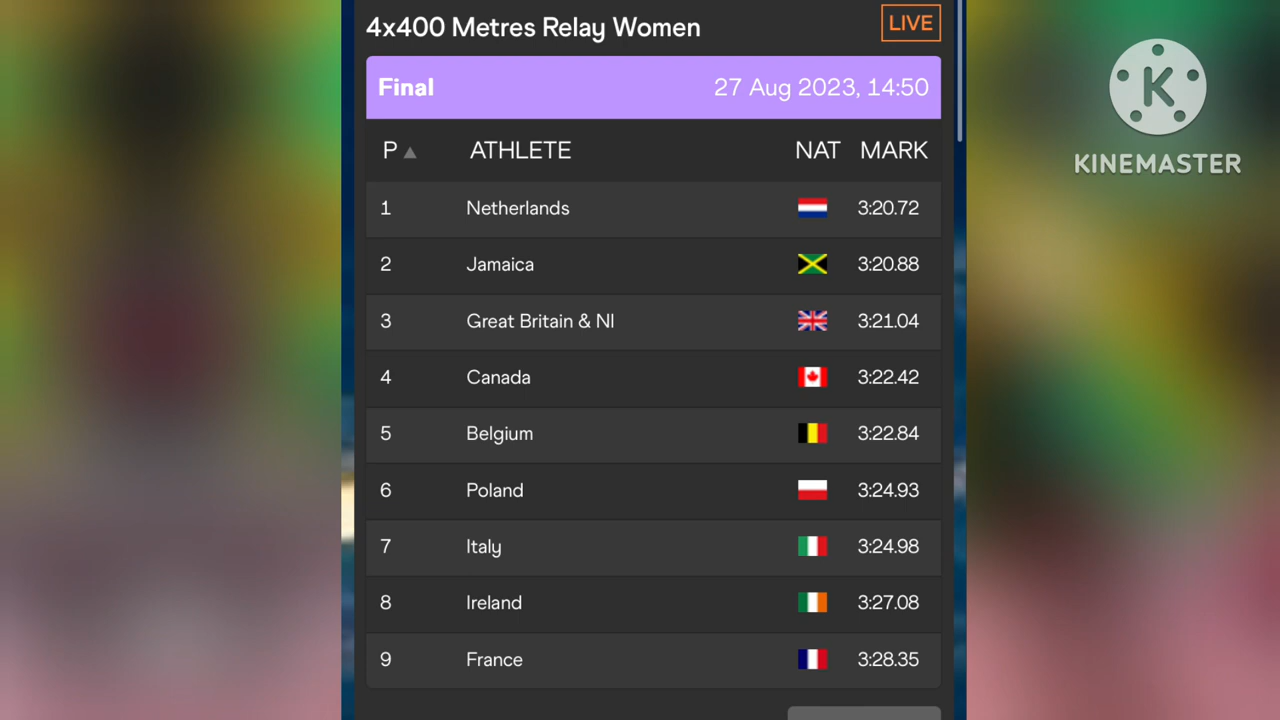 4x400 Metres Relay Women
LIVE
Final 27 Aug 2023, 14:50
P ▲ ATHLETE NAT MARK
1 Netherlands 3:20.72
2 Jamaica 3:20.88
3 Great Britain & NI 3:21.04
4 Canada 3:22.42
5 Belgium 3:22.84
6 Poland 3:24.93
7 Italy 3:24.98
8 Ireland 3:27.08
9 France 3:28.35
K
KINEMASTER